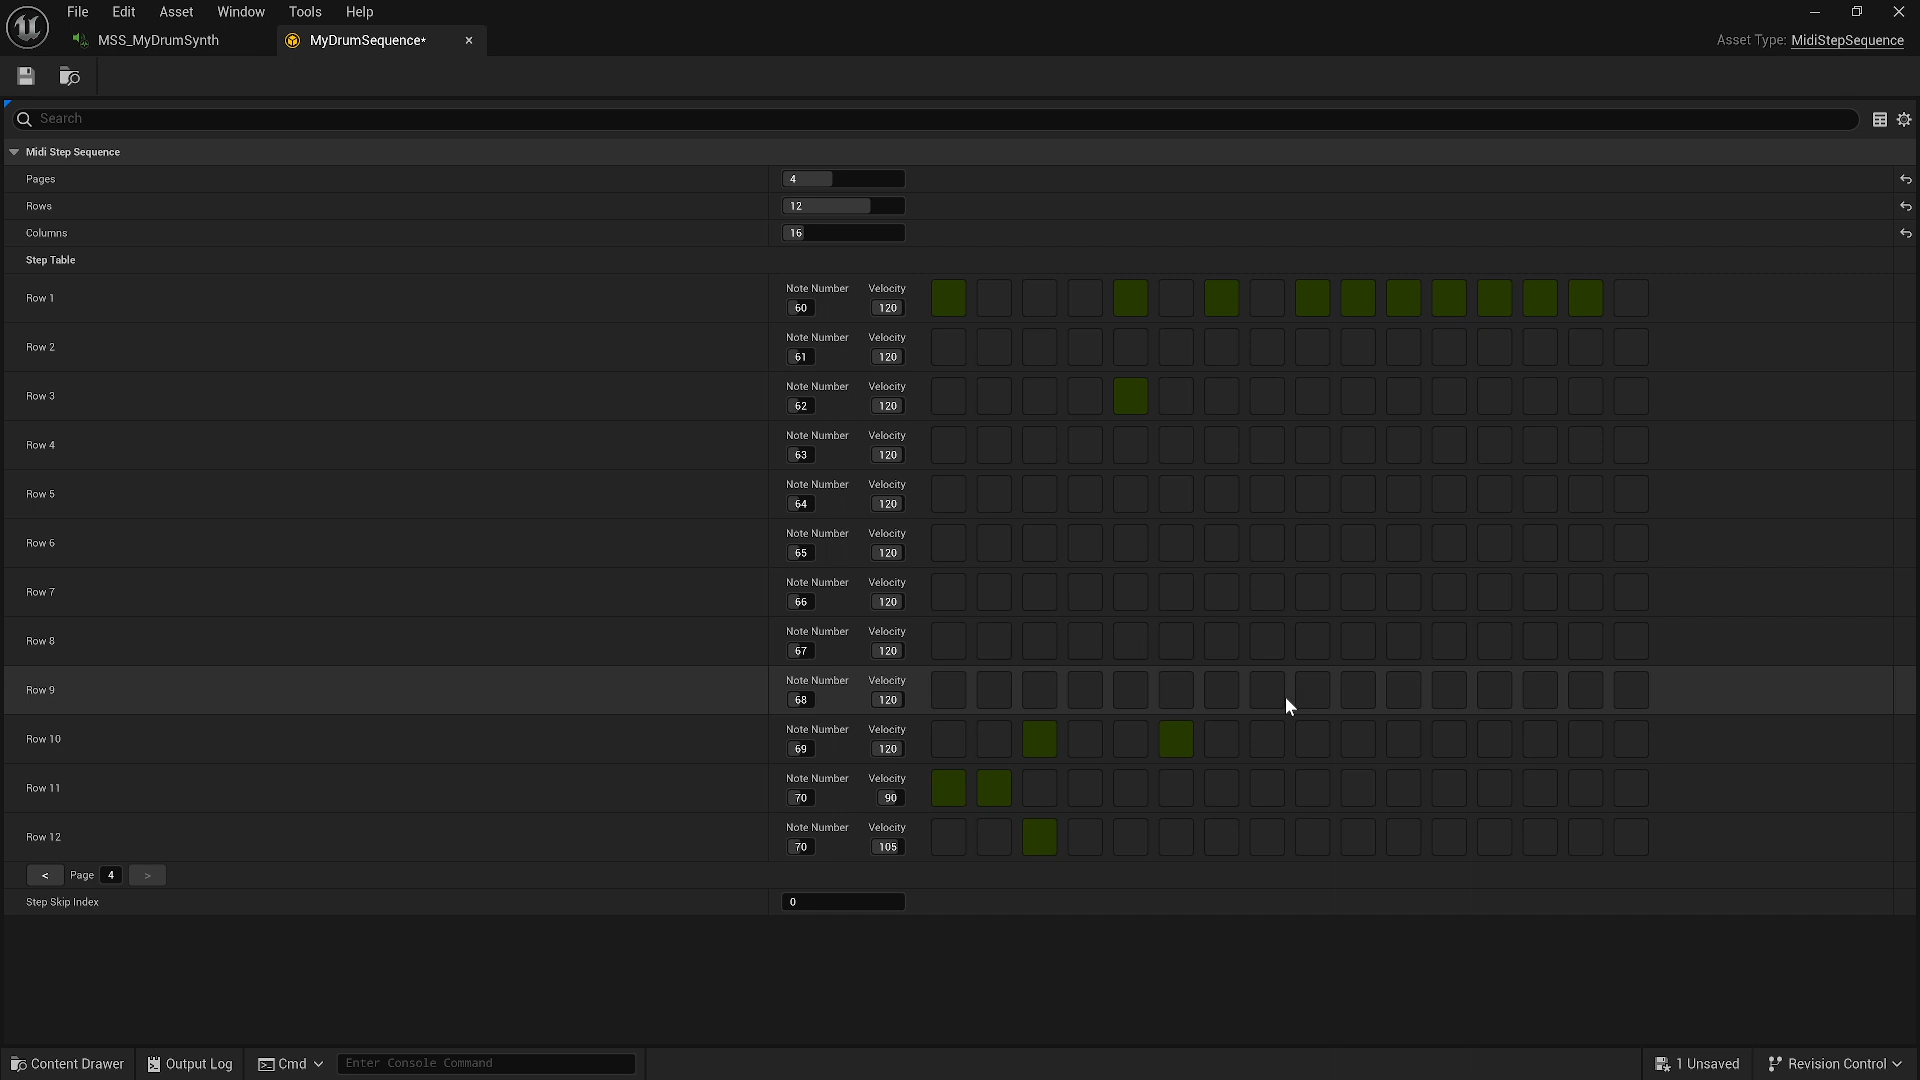 File Edit Asset Window Tools Help
MSS_MyDrumSynth MyDrumSequence* Asset Type: MidiStepSequence
Search
Midi Step Sequence
Pages 4
Rows 12
Columns 16
Step Table
Row 1 Note Number 60 Velocity 120
Row 2 Note Number 61 Velocity 120
Row 3 Note Number 62 Velocity 120
Row 4 Note Number 63 Velocity 120
Row 5 Note Number 64 Velocity 120
Row 6 Note Number 65 Velocity 120
Row 7 Note Number 66 Velocity 120
Row 8 Note Number 67 Velocity 120
Row 9 Note Number 68 Velocity 120
Row 10 Note Number 69 Velocity 120
Row 11 Note Number 70 Velocity 90
Row 12 Note Number 70 Velocity 105
< Page 4 >
Step Skip Index 0
Content Drawer Output Log Cmd Enter Console Command 1 Unsaved Revision Control